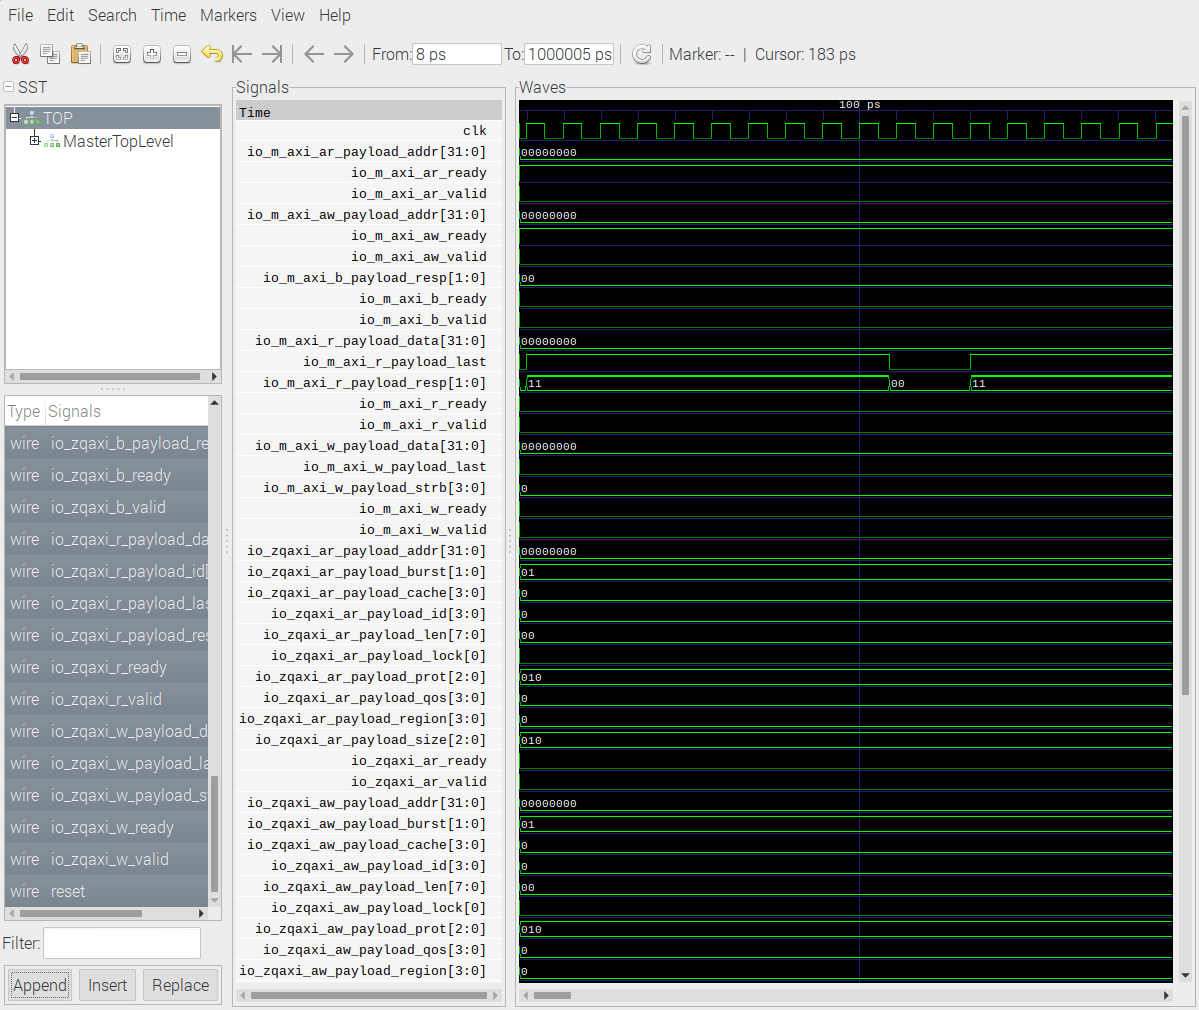 File Edit Search Time Markers View Help
From: 8 ps To: 1000005 ps Marker: -- | Cursor: 183 ps
SST
TOP
MasterTopLevel
Type Signals
wire io_zqaxi_b_payload_re
wire io_zqaxi_b_ready
wire io_zqaxi_b_valid
wire io_zqaxi_r_payload_da
wire io_zqaxi_r_payload_id[
wire io_zqaxi_r_payload_las
wire io_zqaxi_r_payload_res
wire io_zqaxi_r_ready
wire io_zqaxi_r_valid
wire io_zqaxi_w_payload_d
wire io_zqaxi_w_payload_la
wire io_zqaxi_w_payload_st
wire io_zqaxi_w_ready
wire io_zqaxi_w_valid
wire reset
Filter:
Append Insert Replace
Signals
Time
clk
io_m_axi_ar_payload_addr[31:0]
io_m_axi_ar_ready
io_m_axi_ar_valid
io_m_axi_aw_payload_addr[31:0]
io_m_axi_aw_ready
io_m_axi_aw_valid
io_m_axi_b_payload_resp[1:0]
io_m_axi_b_ready
io_m_axi_b_valid
io_m_axi_r_payload_data[31:0]
io_m_axi_r_payload_last
io_m_axi_r_payload_resp[1:0]
io_m_axi_r_ready
io_m_axi_r_valid
io_m_axi_w_payload_data[31:0]
io_m_axi_w_payload_last
io_m_axi_w_payload_strb[3:0]
io_m_axi_w_ready
io_m_axi_w_valid
io_zqaxi_ar_payload_addr[31:0]
io_zqaxi_ar_payload_burst[1:0]
io_zqaxi_ar_payload_cache[3:0]
io_zqaxi_ar_payload_id[3:0]
io_zqaxi_ar_payload_len[7:0]
io_zqaxi_ar_payload_lock[0]
io_zqaxi_ar_payload_prot[2:0]
io_zqaxi_ar_payload_qos[3:0]
io_zqaxi_ar_payload_region[3:0]
io_zqaxi_ar_payload_size[2:0]
io_zqaxi_ar_ready
io_zqaxi_ar_valid
io_zqaxi_aw_payload_addr[31:0]
io_zqaxi_aw_payload_burst[1:0]
io_zqaxi_aw_payload_cache[3:0]
io_zqaxi_aw_payload_id[3:0]
io_zqaxi_aw_payload_len[7:0]
io_zqaxi_aw_payload_lock[0]
io_zqaxi_aw_payload_prot[2:0]
io_zqaxi_aw_payload_qos[3:0]
io_zqaxi_aw_payload_region[3:0]
Waves
100 ps
00000000
00000000
00
00000000
11 00 11
00000000
0
00000000
01
0
0
00
010
0
0
010
00000000
01
0
0
00
010
0
0